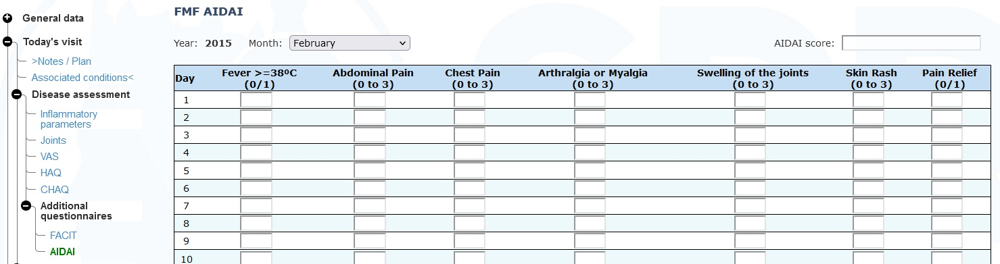 General data
Today's visit
>Notes / Plan
Associated conditions<
Disease assessment
Inflammatory
parameters
Joints
VAS
HAQ
CHAQ
Additional
questionnaires
FACIT
AIDAI
FMF AIDAI
Year: 2015 Month: February AIDAI score:
Day Fever >=38ºC (0/1) Abdominal Pain (0 to 3) Chest Pain (0 to 3) Arthralgia or Myalgia (0 to 3) Swelling of the joints (0 to 3) Skin Rash (0 to 3) Pain Relief (0/1)
1
2
3
4
5
6
7
8
9
10